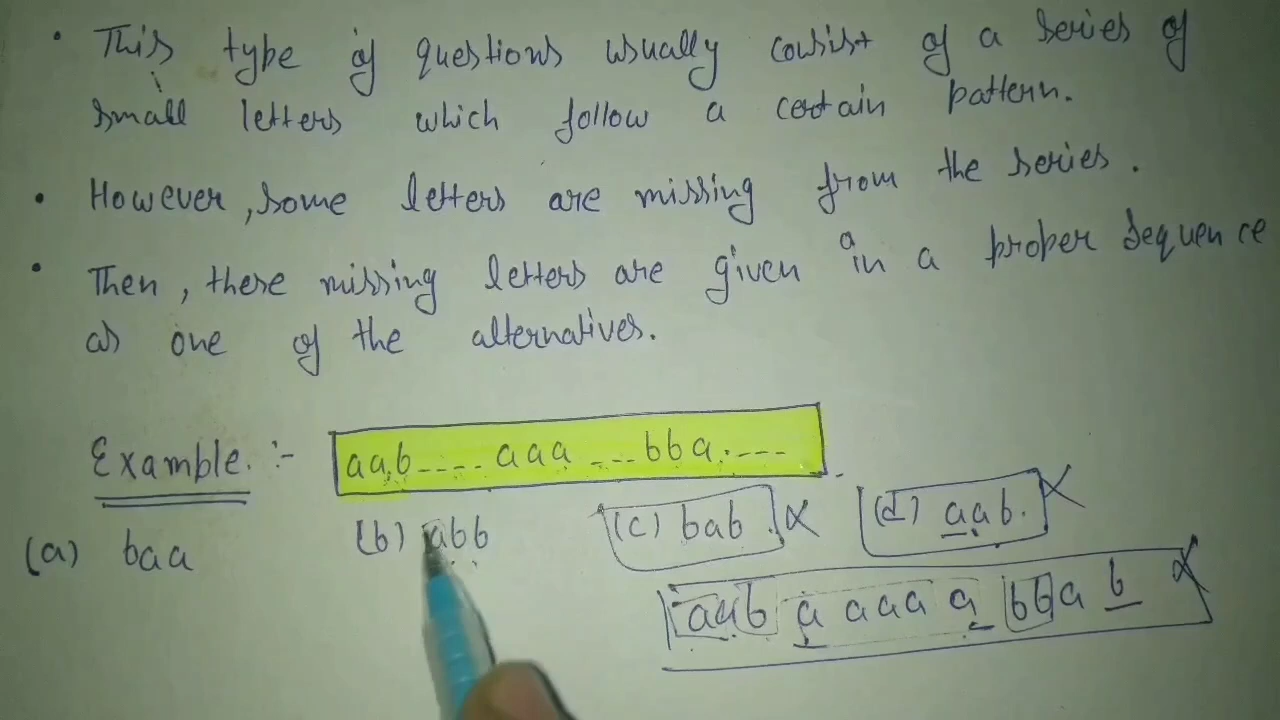 • This type of questions usually consist of a series of
small letters which follow a certain pattern.
• However, some letters are missing from the series.
• Then, these missing letters are given in a proper sequence
as one of the alternatives.
Examble :- aab....aaa...bba....
(a) baa (b) abb (c) bab. X (d) aab. X
aab a aaa a bba b X